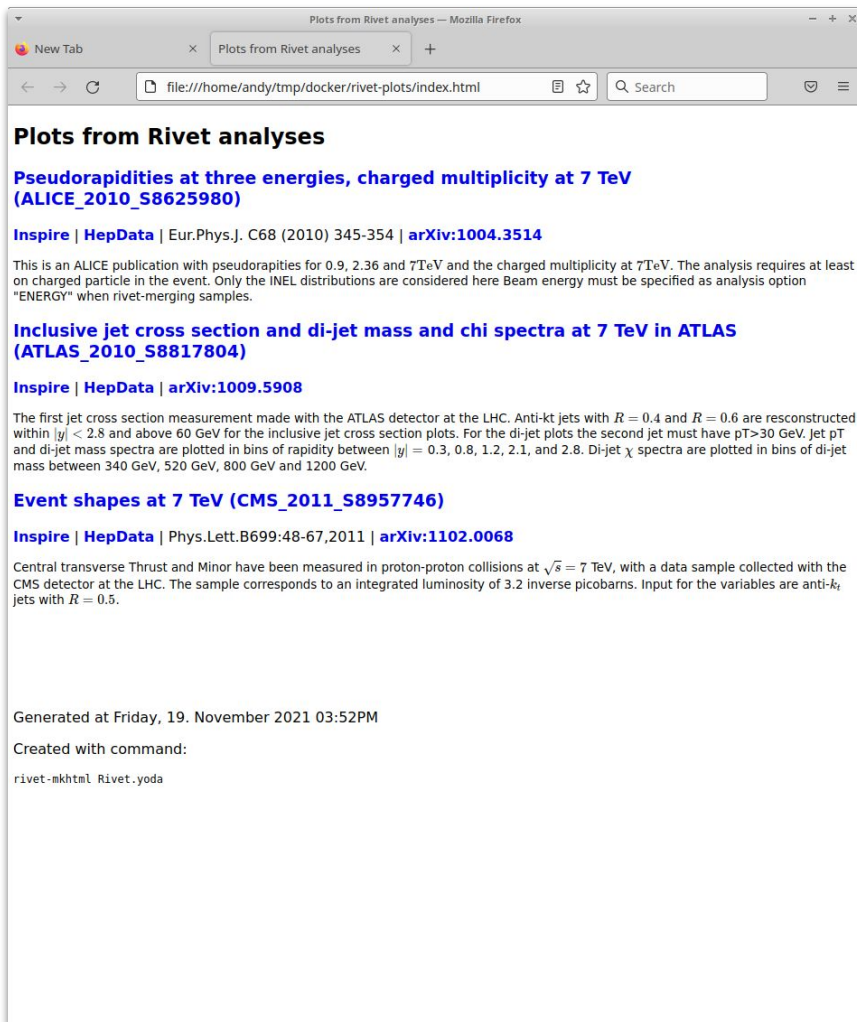 Plots from Rivet analyses — Mozilla Firefox
New Tab × Plots from Rivet analyses × +
file:///home/andy/tmp/docker/rivet-plots/index.html Search
Plots from Rivet analyses
Pseudorapidities at three energies, charged multiplicity at 7 TeV
(ALICE_2010_S8625980)
Inspire | HepData | Eur.Phys.J. C68 (2010) 345-354 | arXiv:1004.3514
This is an ALICE publication with pseudorapities for 0.9, 2.36 and 7TeV and the charged multiplicity at 7TeV. The analysis requires at least
on charged particle in the event. Only the INEL distributions are considered here Beam energy must be specified as analysis option
"ENERGY" when rivet-merging samples.
Inclusive jet cross section and di-jet mass and chi spectra at 7 TeV in ATLAS
(ATLAS_2010_S8817804)
Inspire | HepData | arXiv:1009.5908
The first jet cross section measurement made with the ATLAS detector at the LHC. Anti-kt jets with R = 0.4 and R = 0.6 are resconstructed
within |y| < 2.8 and above 60 GeV for the inclusive jet cross section plots. For the di-jet plots the second jet must have pT>30 GeV. Jet pT
and di-jet mass spectra are plotted in bins of rapidity between |y| = 0.3, 0.8, 1.2, 2.1, and 2.8. Di-jet χ spectra are plotted in bins of di-jet
mass between 340 GeV, 520 GeV, 800 GeV and 1200 GeV.
Event shapes at 7 TeV (CMS_2011_S8957746)
Inspire | HepData | Phys.Lett.B699:48-67,2011 | arXiv:1102.0068
Central transverse Thrust and Minor have been measured in proton-proton collisions at √s = 7 TeV, with a data sample collected with the
CMS detector at the LHC. The sample corresponds to an integrated luminosity of 3.2 inverse picobarns. Input for the variables are anti-kₜ
jets with R = 0.5.
Generated at Friday, 19. November 2021 03:52PM
Created with command:
rivet-mkhtml Rivet.yoda